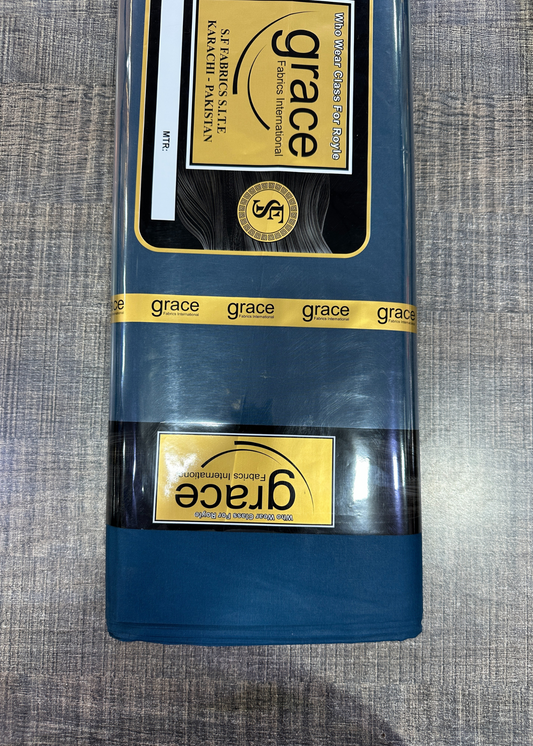 Who Wear Class For Royle
grace
Fabrics International
S.F FABRICS S.I.T.E
KARACHI - PAKISTAN
MTR:
SF
grace
Fabrics International
grace
Fabrics International
grace
Fabrics International
grace
Fabrics International
Who Wear Class For Royle
grace
Fabrics International